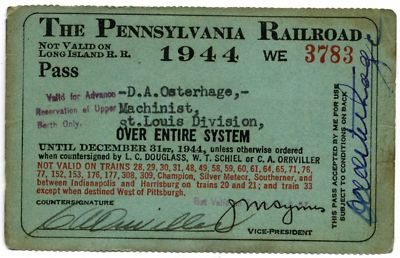 THE PENNSYLVANIA RAILROAD
NOT VALID ON
LONG ISLAND R. R.
1944
WE 3783
Pass
Valid for Advance
Reservation of Upper
Berth Only.
-D.A.Osterhage,-
Machinist,
St.Louis Division,
OVER ENTIRE SYSTEM
UNTIL DECEMBER 31ST, 1944, unless otherwise ordered
when countersigned by L. C. DOUGLASS, W. T. SCHIEL or C. A. ORRVILLER
NOT VALID ON TRAINS 28, 29, 30, 31, 48, 49, 58, 59, 60, 61, 64, 65, 71, 76,
77, 152, 153, 176, 177, 308, 309, Champion, Silver Meteor, Southerner, and
between Indianapolis and Harrisburg on trains 20 and 21; and train 33
except when destined West of Pittsburgh.
COUNTERSIGNATURE
C A Orrviller
J M Symes
VICE-PRESIDENT
THIS PASS ACCEPTED BY ME FOR USE
SUBJECT TO CONDITIONS ON BACK
D A Osterhage